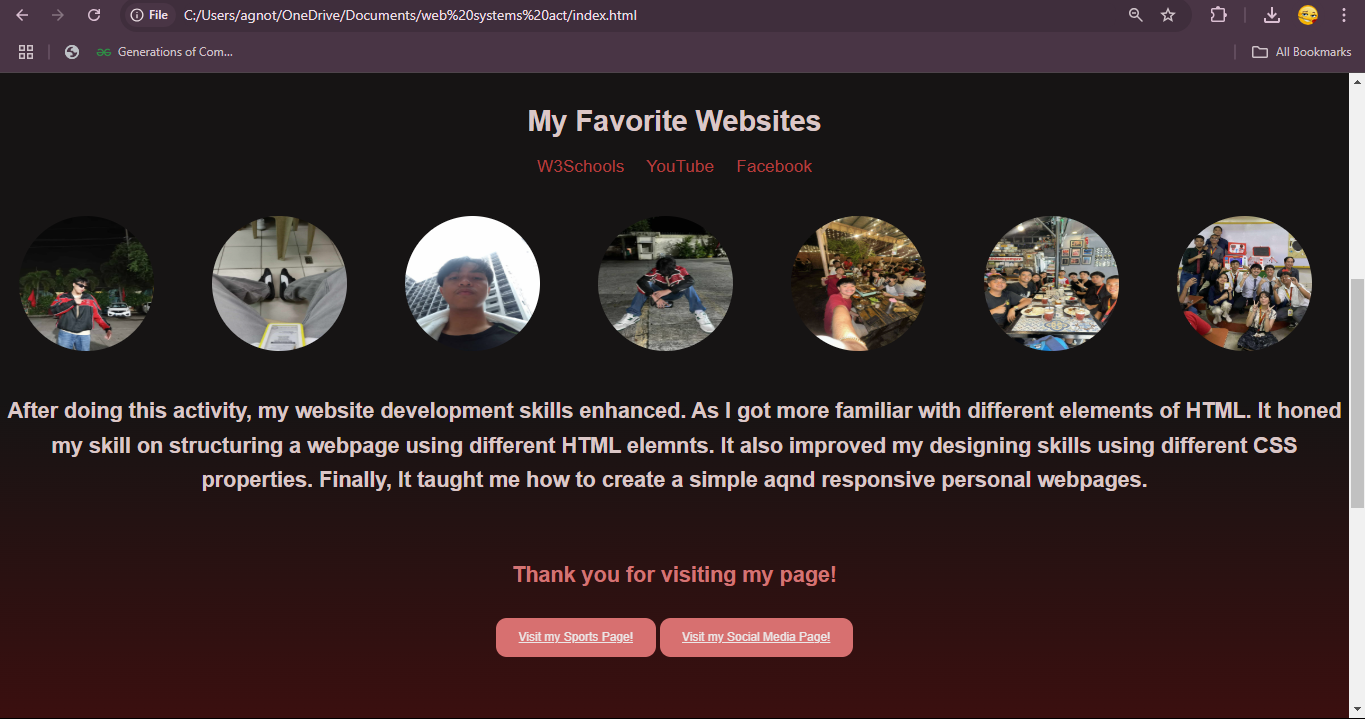 File C:/Users/agnot/OneDrive/Documents/web%20systems%20act/index.html
Generations of Com...
All Bookmarks
My Favorite Websites
W3Schools YouTube Facebook
After doing this activity, my website development skills enhanced. As I got more familiar with different elements of HTML. It honed
my skill on structuring a webpage using different HTML elemnts. It also improved my designing skills using different CSS
properties. Finally, It taught me how to create a simple aqnd responsive personal webpages.
Thank you for visiting my page!
Visit my Sports Page! Visit my Social Media Page!